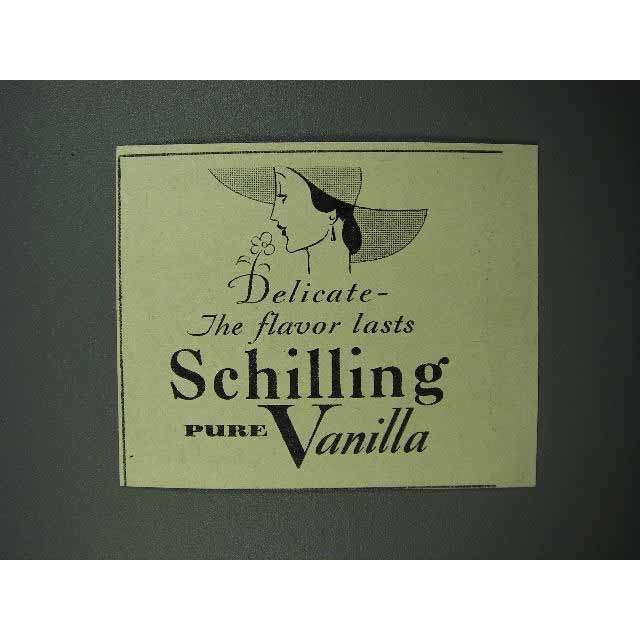 Delicate-
The flavor lasts
Schilling
PURE Vanilla